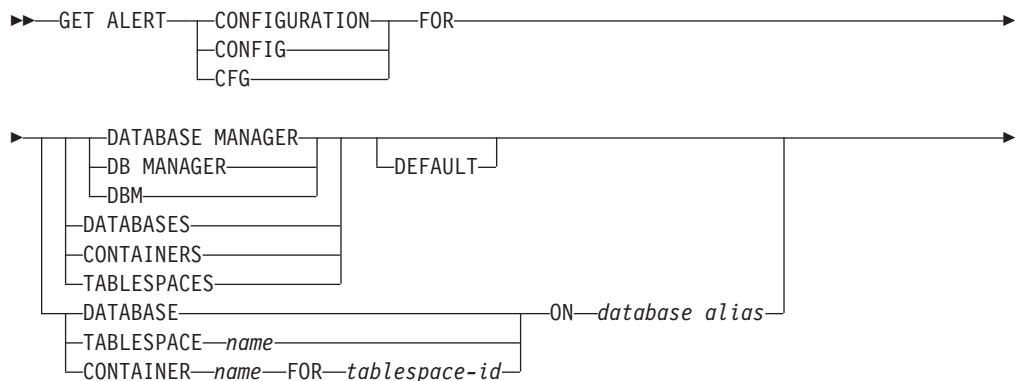 GET ALERT CONFIGURATION FOR
CONFIG
CFG
DATABASE MANAGER
DB MANAGER DEFAULT
DBM
DATABASES
CONTAINERS
TABLESPACES
DATABASE ON database alias
TABLESPACE name
CONTAINER name FOR tablespace-id